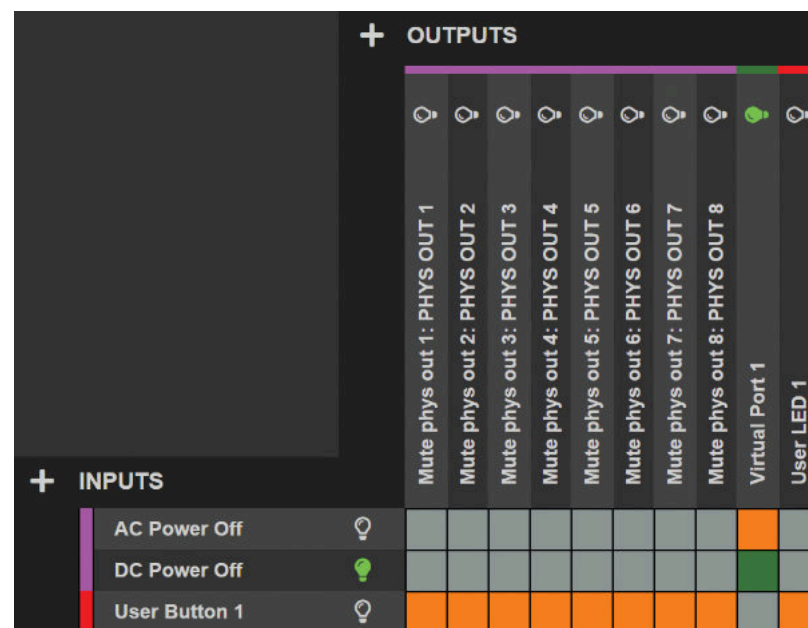 + OUTPUTS
Mute phys out 1: PHYS OUT 1
Mute phys out 2: PHYS OUT 2
Mute phys out 3: PHYS OUT 3
Mute phys out 4: PHYS OUT 4
Mute phys out 5: PHYS OUT 5
Mute phys out 6: PHYS OUT 6
Mute phys out 7: PHYS OUT 7
Mute phys out 8: PHYS OUT 8
Virtual Port 1
User LED 1
+ INPUTS
AC Power Off
DC Power Off
User Button 1